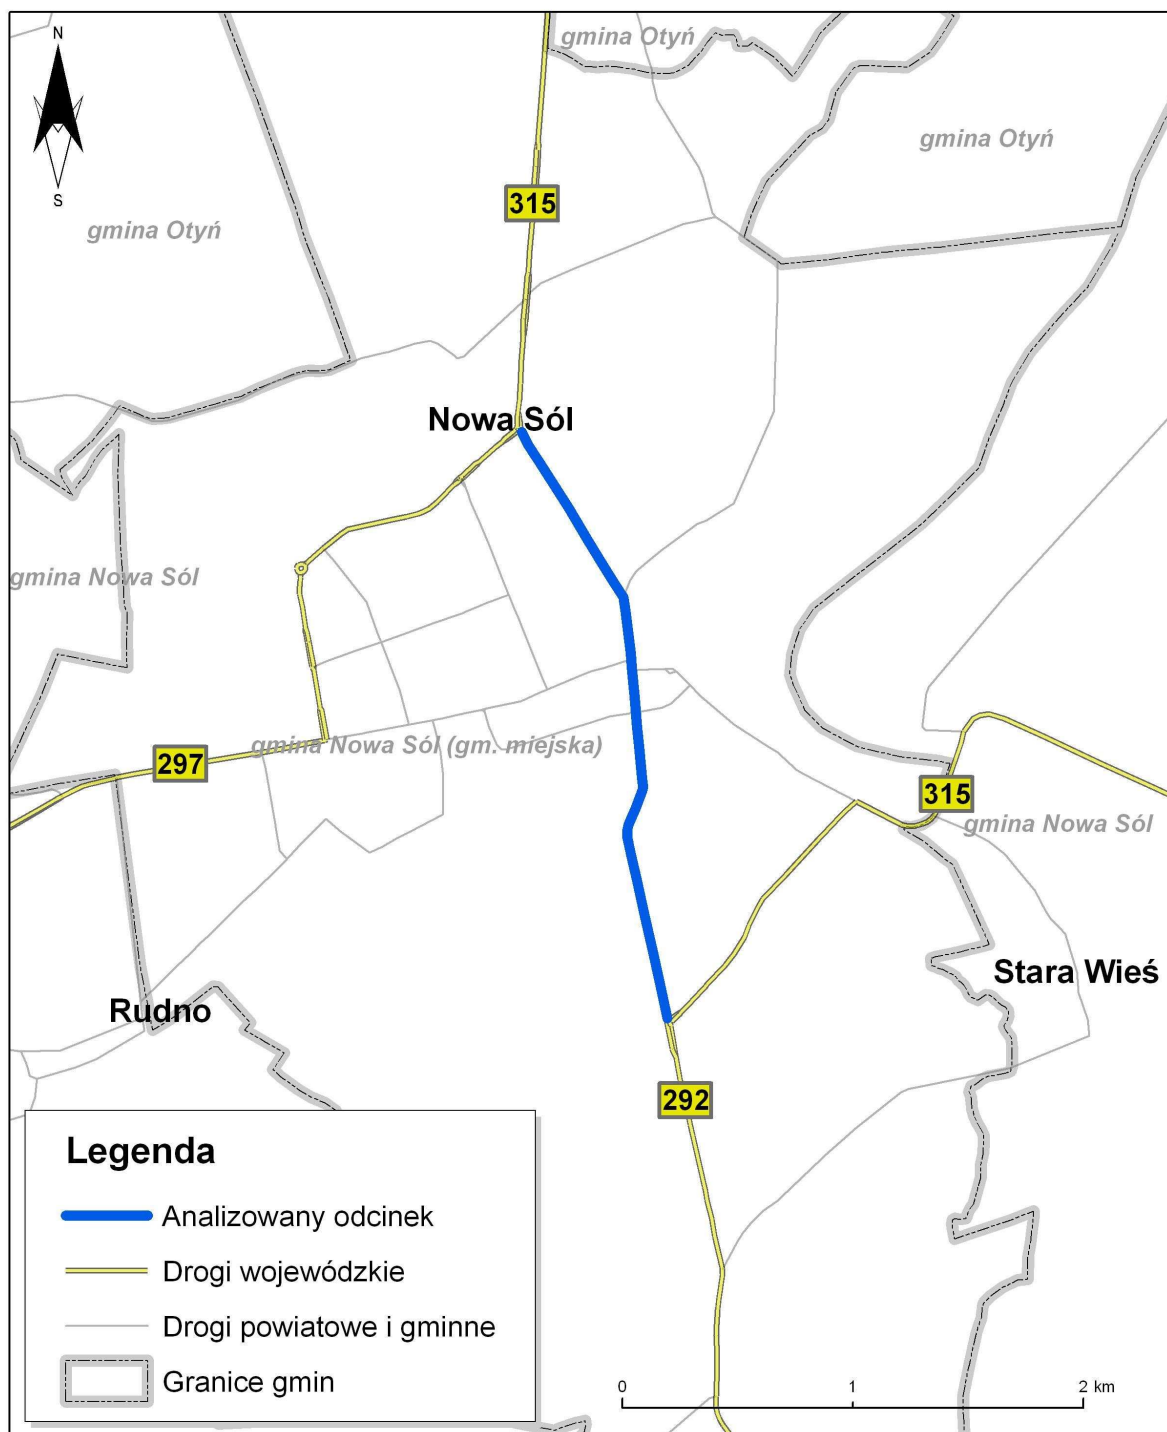 gmina Otyń
N
gmina Otyń
S
315
gmina Otyń
Nowa Sól
gmina Nowa Sól
gmina Nowa Sól (gm. miejska)
297
315
gmina Nowa Sól
Stara Wieś
Rudno
292
Legenda
Analizowany odcinek
Drogi wojewódzkie
Drogi powiatowe i gminne
Granice gmin
0 1 2 km